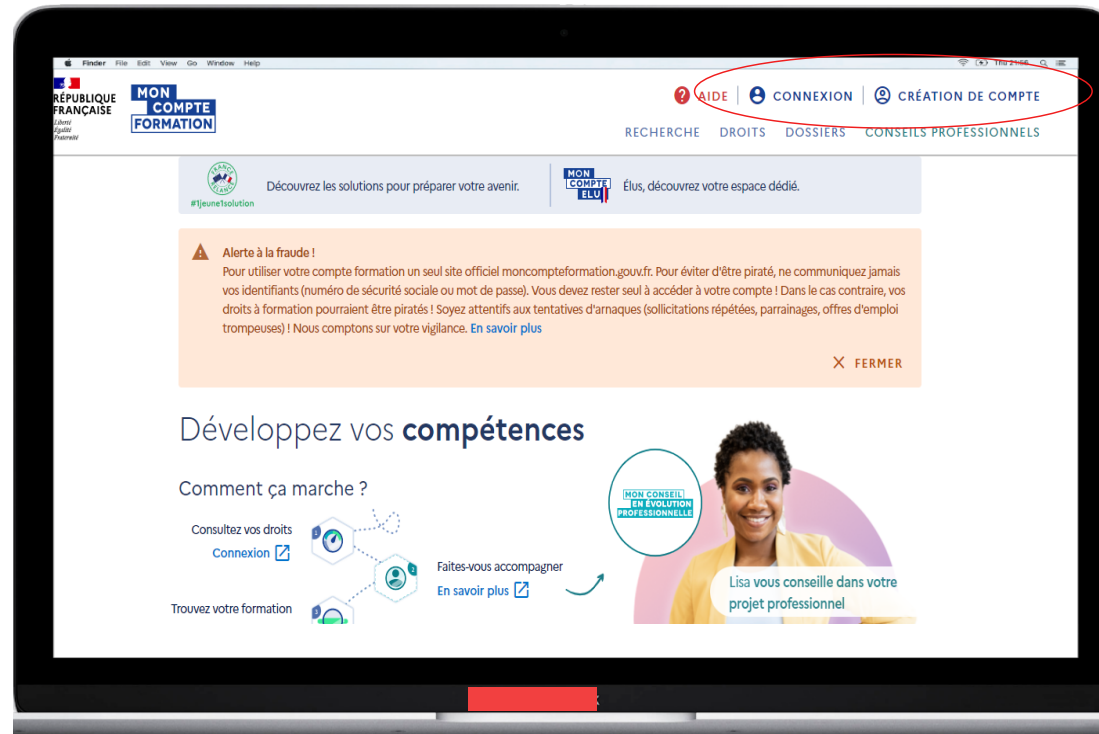 Finder File Edit View Go Window Help
Thu 21:56
RÉPUBLIQUE
FRANÇAISE
Liberté
Égalité
Fraternité
MON
COMPTE
FORMATION
AIDE
CONNEXION
CRÉATION DE COMPTE
RECHERCHE DROITS DOSSIERS CONSEILS PROFESSIONNELS
FRANCE
RELANCE
#1jeune1solution
Découvrez les solutions pour préparer votre avenir.
MON
COMPTE
ELU
Élus, découvrez votre espace dédié.
Alerte à la fraude !
Pour utiliser votre compte formation un seul site officiel moncompteformation.gouv.fr. Pour éviter d'être piraté, ne communiquez jamais
vos identifiants (numéro de sécurité sociale ou mot de passe). Vous devez rester seul à accéder à votre compte ! Dans le cas contraire, vos
droits à formation pourraient être piratés ! Soyez attentifs aux tentatives d'arnaques (sollicitations répétées, parrainages, offres d'emploi
trompeuses) ! Nous comptons sur votre vigilance. En savoir plus
FERMER
Développez vos compétences
Comment ça marche ?
Consultez vos droits
Connexion
1
Faites-vous accompagner
En savoir plus
Trouvez votre formation
MON CONSEIL
EN ÉVOLUTION
PROFESSIONNELLE
Lisa vous conseille dans votre
projet professionnel